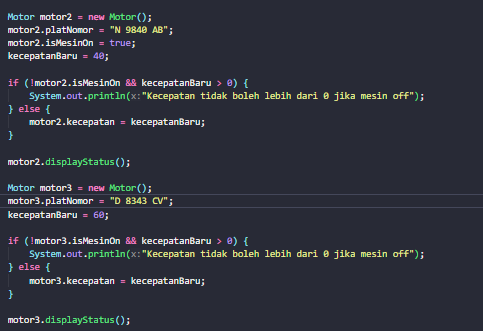 Motor motor2 = new Motor();
motor2.platNomor = "N 9840 AB";
motor2.isMesinOn = true;
kecepatanBaru = 40;
if (!motor2.isMesinOn && kecepatanBaru > 0) {
System.out.println(x:"Kecepatan tidak boleh lebih dari 0 jika mesin off");
} else {
motor2.kecepatan = kecepatanBaru;
}
motor2.displayStatus();
Motor motor3 = new Motor();
motor3.platNomor = "D 8343 CV";
kecepatanBaru = 60;
if (!motor3.isMesinOn && kecepatanBaru > 0) {
System.out.println(x:"Kecepatan tidak boleh lebih dari 0 jika mesin off");
} else {
motor3.kecepatan = kecepatanBaru;
}
motor3.displayStatus();